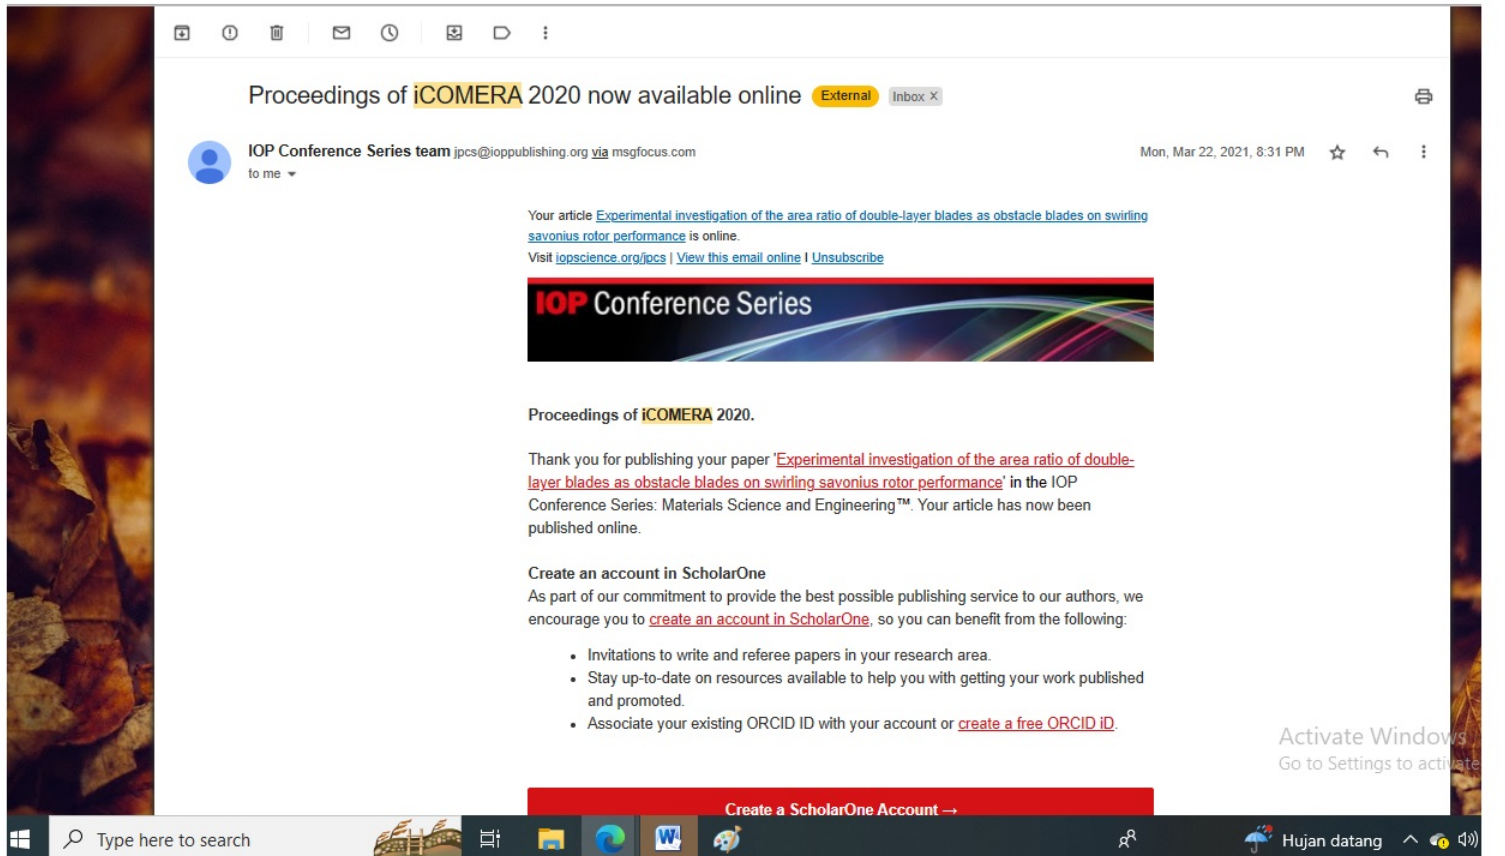 Proceedings of iCOMERA 2020 now available online External Inbox X
IOP Conference Series team jpcs@ioppublishing.org via msgfocus.com
Mon, Mar 22, 2021, 8:31 PM
to me
Your article Experimental investigation of the area ratio of double-layer blades as obstacle blades on swirling
savonius rotor performance is online.
Visit iopscience.org/jpcs | View this email online I Unsubscribe
IOP Conference Series
Proceedings of iCOMERA 2020.
Thank you for publishing your paper 'Experimental investigation of the area ratio of double-
layer blades as obstacle blades on swirling savonius rotor performance' in the IOP
Conference Series: Materials Science and Engineering™. Your article has now been
published online.
Create an account in ScholarOne
As part of our commitment to provide the best possible publishing service to our authors, we
encourage you to create an account in ScholarOne, so you can benefit from the following:
• Invitations to write and referee papers in your research area.
• Stay up-to-date on resources available to help you with getting your work published
and promoted.
• Associate your existing ORCID ID with your account or create a free ORCID iD.
Activate Windows
Go to Settings to activate
Create a ScholarOne Account →
Type here to search
W
Hujan datang